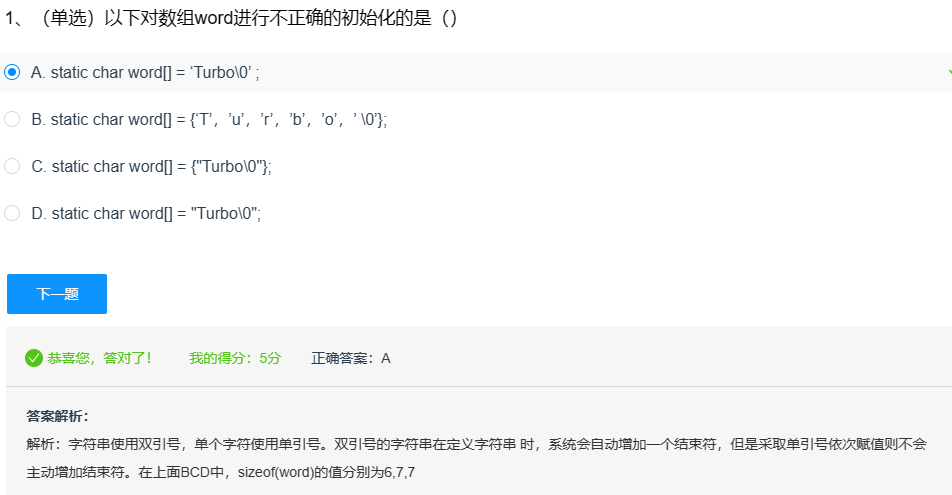 1、（单选）以下对数组word进行不正确的初始化的是（）
A. static char word[] = ‘Turbo\0’ ;
B. static char word[] = {‘T’，’u’，’r’，’b’，’o’，’ \0’};
C. static char word[] = {"Turbo\0"};
D. static char word[] = "Turbo\0";
下一题
恭喜您，答对了！ 我的得分：5分 正确答案：A
答案解析：
解析：字符串使用双引号，单个字符使用单引号。双引号的字符串在定义字符串 时，系统会自动增加一个结束符，但是采取单引号依次赋值则不会
主动增加结束符。在上面BCD中，sizeof(word)的值分别为6,7,7